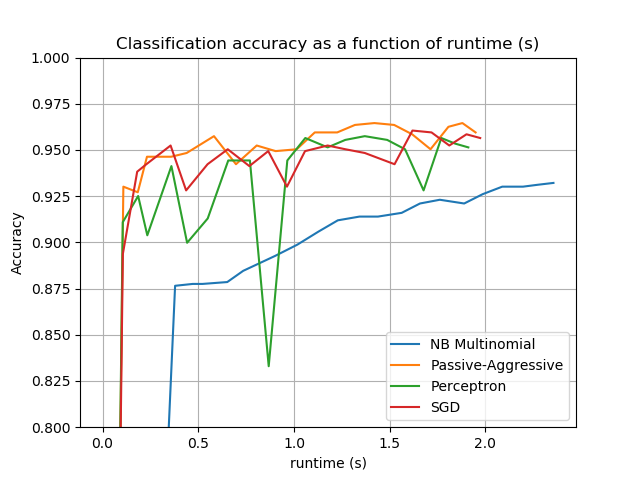 Classification accuracy as a function of runtime (s)
1.000
0.975
0.950
0.925
0.900
0.875
0.850
0.825
0.800
Accuracy
NB Multinomial
Passive-Aggressive
Perceptron
SGD
0.0 0.5 1.0 1.5 2.0
runtime (s)